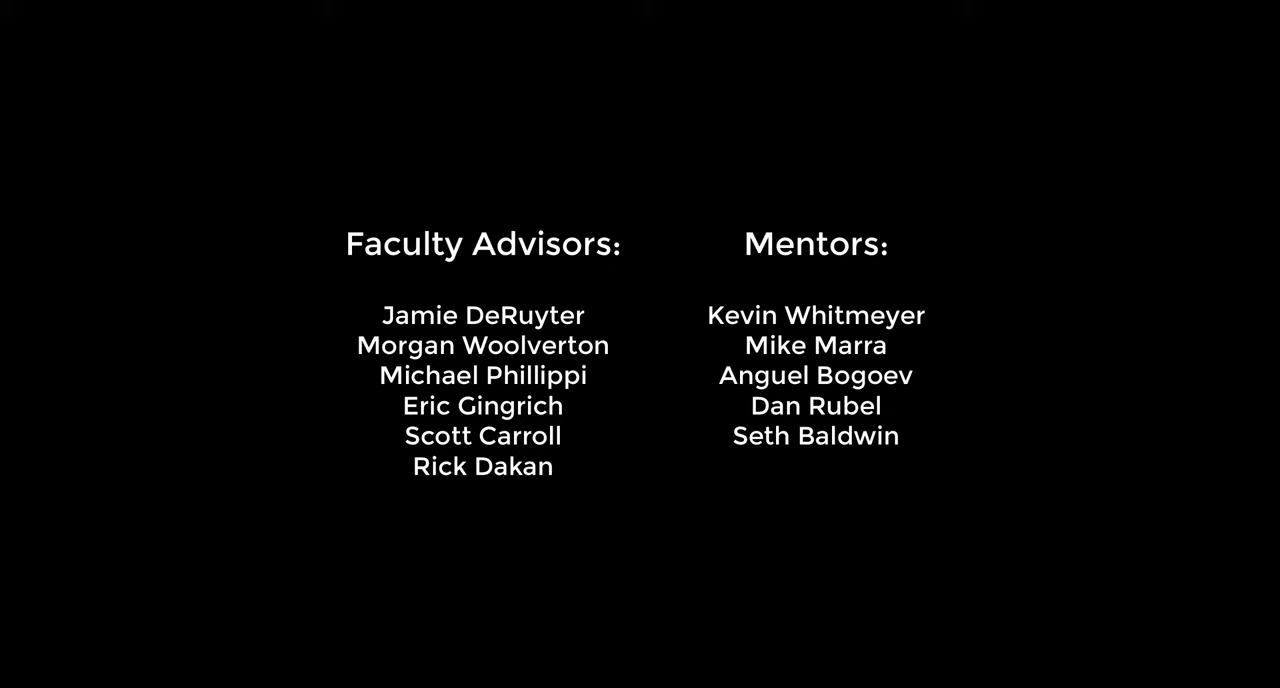 Faculty Advisors:
Jamie DeRuyter
Morgan Woolverton
Michael Phillippi
Eric Gingrich
Scott Carroll
Rick Dakan
Mentors:
Kevin Whitmeyer
Mike Marra
Anguel Bogoev
Dan Rubel
Seth Baldwin